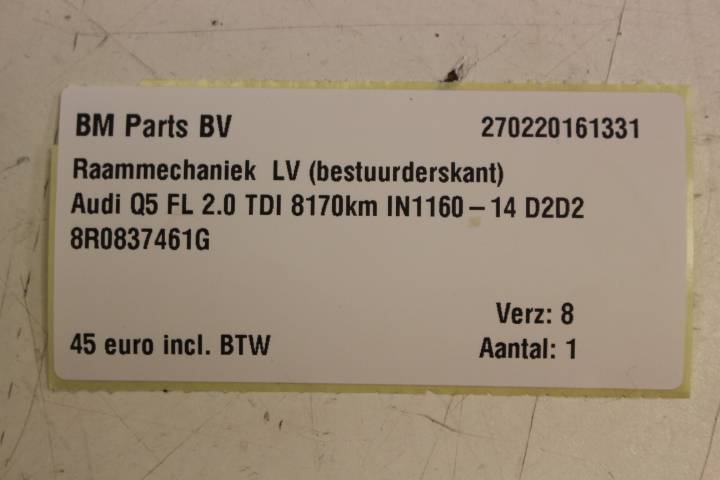 BM Parts BV 270220161331
Raammechaniek LV (bestuurderskant)
Audi Q5 FL 2.0 TDI 8170km IN1160-14 D2D2
8R0837461G
Verz: 8
45 euro incl. BTW Aantal: 1